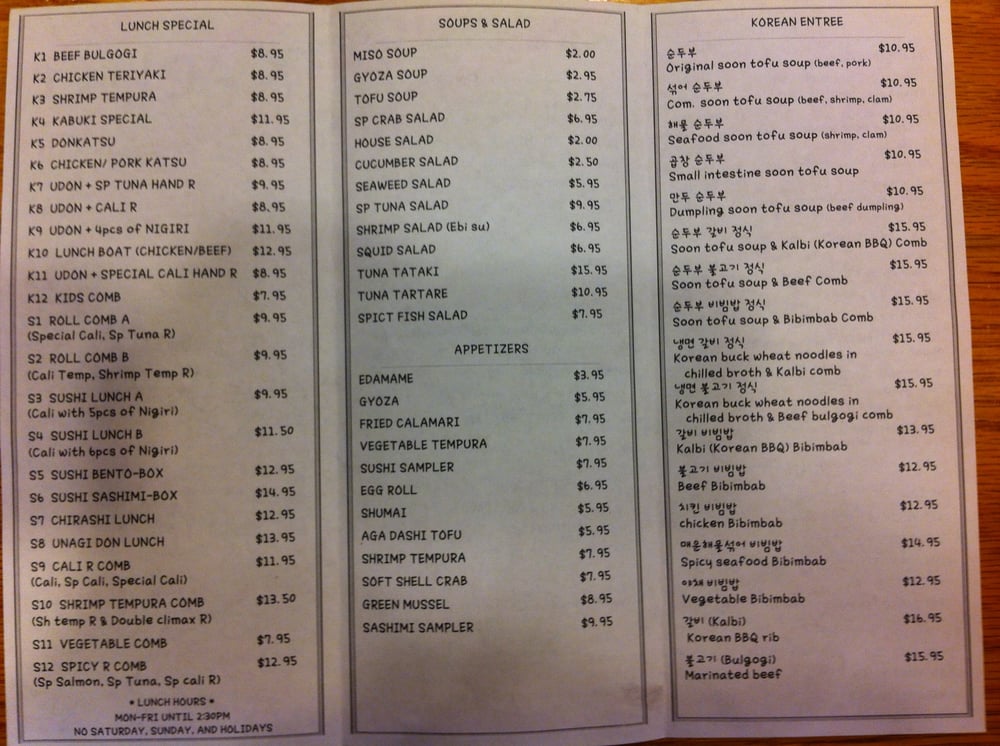 LUNCH SPECIAL
K1 BEEF BULGOGI $8.95
K2 CHICKEN TERIYAKI $8.95
K3 SHRIMP TEMPURA $8.95
K4 KABUKI SPECIAL $11.95
K5 DONKATSU $8.95
K6 CHICKEN/ PORK KATSU $8.95
K7 UDON + SP TUNA HAND R $9.95
K8 UDON + CALI R $8.95
K9 UDON + 4pcs of NIGIRI $11.95
K10 LUNCH BOAT (CHICKEN/BEEF) $12.95
K11 UDON + SPECIAL CALI HAND R $8.95
K12 KIDS COMB $7.95
S1 ROLL COMB A $9.95
(Special Cali, Sp Tuna R)
S2 ROLL COMB B $9.95
(Cali Temp, Shrimp Temp R)
S3 SUSHI LUNCH A $9.95
(Cali with 5pcs of Nigiri)
S4 SUSHI LUNCH B $11.50
(Cali with 6pcs of Nigiri)
S5 SUSHI BENTO-BOX $12.95
S6 SUSHI SASHIMI-BOX $14.95
S7 CHIRASHI LUNCH $12.95
S8 UNAGI DON LUNCH $13.95
S9 CALI R COMB $11.95
(Cali, Sp Cali, Special Cali)
S10 SHRIMP TEMPURA COMB $13.50
(Sh temp R & Double climax R)
S11 VEGETABLE COMB $7.95
S12 SPICY R COMB $12.95
(Sp Salmon, Sp Tuna, Sp cali R)
* LUNCH HOURS *
MON-FRI UNTIL 2:30PM
NO SATURDAY, SUNDAY, AND HOLIDAYS
SOUPS & SALAD
MISO SOUP $2.00
GYOZA SOUP $2.95
TOFU SOUP $2.75
SP CRAB SALAD $6.95
HOUSE SALAD $2.00
CUCUMBER SALAD $2.50
SEAWEED SALAD $5.95
SP TUNA SALAD $9.95
SHRIMP SALAD (Ebi su) $6.95
SQUID SALAD $6.95
TUNA TATAKI $15.95
TUNA TARTARE $10.95
SPICT FISH SALAD $7.95
APPETIZERS
EDAMAME $3.95
GYOZA $5.95
FRIED CALAMARI $7.95
VEGETABLE TEMPURA $7.95
SUSHI SAMPLER $7.95
EGG ROLL $6.95
SHUMAI $5.95
AGA DASHI TOFU $5.95
SHRIMP TEMPURA $7.95
SOFT SHELL CRAB $7.95
GREEN MUSSEL $8.95
SASHIMI SAMPLER $9.95
KOREAN ENTREE
순두부 $10.95
Original soon tofu soup (beef, pork)
섞어 순두부 $10.95
Com. soon tofu soup (beef, shrimp, clam)
해물 순두부 $10.95
Seafood soon tofu soup (shrimp, clam)
곱창 순두부 $10.95
Small intestine soon tofu soup
만두 순두부 $10.95
Dumpling soon tofu soup (beef dumpling)
순두부 갈비 정식 $15.95
Soon tofu soup & Kalbi (Korean BBQ) Comb
순두부 불고기 정식 $15.95
Soon tofu soup & Beef Comb
순두부 비빔밥 정식 $15.95
Soon tofu soup & Bibimbab Comb
냉면 갈비 정식 $15.95
Korean buck wheat noodles in
chilled broth & Kalbi comb
냉면 불고기 정식 $15.95
Korean buck wheat noodles in
chilled broth & Beef bulgogi comb
갈비 비빔밥 $13.95
Kalbi (Korean BBQ) Bibimbab
불고기 비빔밥 $12.95
Beef Bibimbab
치킨 비빔밥 $12.95
chicken Bibimbab
매운해물섞어 비빔밥 $14.95
Spicy seafood Bibimbab
야채 비빔밥 $12.95
Vegetable Bibimbab
갈비 (Kalbi) $16.95
Korean BBQ rib
불고기 (Bulgogi) $15.95
Marinated beef